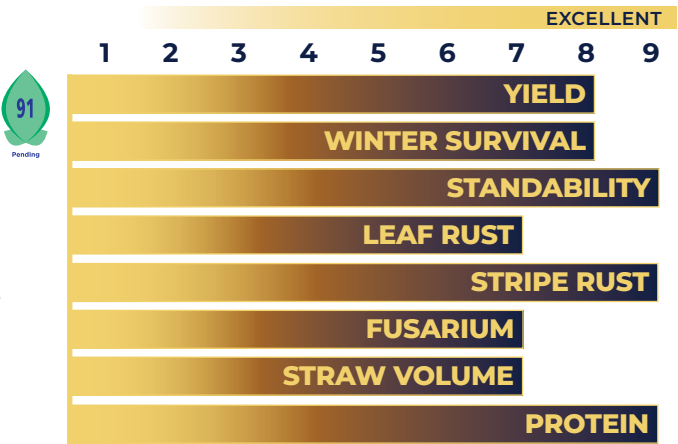 EXCELLENT
1 2 3 4 5 6 7 8 9
YIELD
91
Pending
WINTER SURVIVAL
STANDABILITY
LEAF RUST
STRIPE RUST
FUSARIUM
STRAW VOLUME
PROTEIN